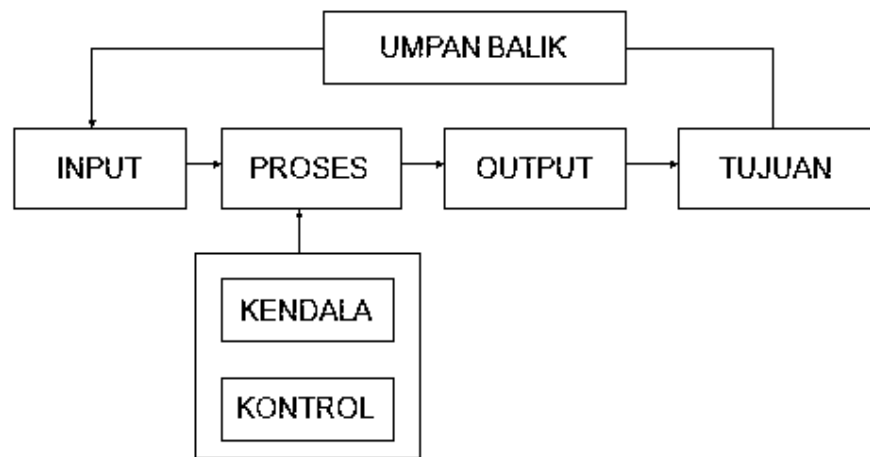 UMPAN BALIK
INPUT
PROSES
OUTPUT
TUJUAN
KENDALA
KONTROL